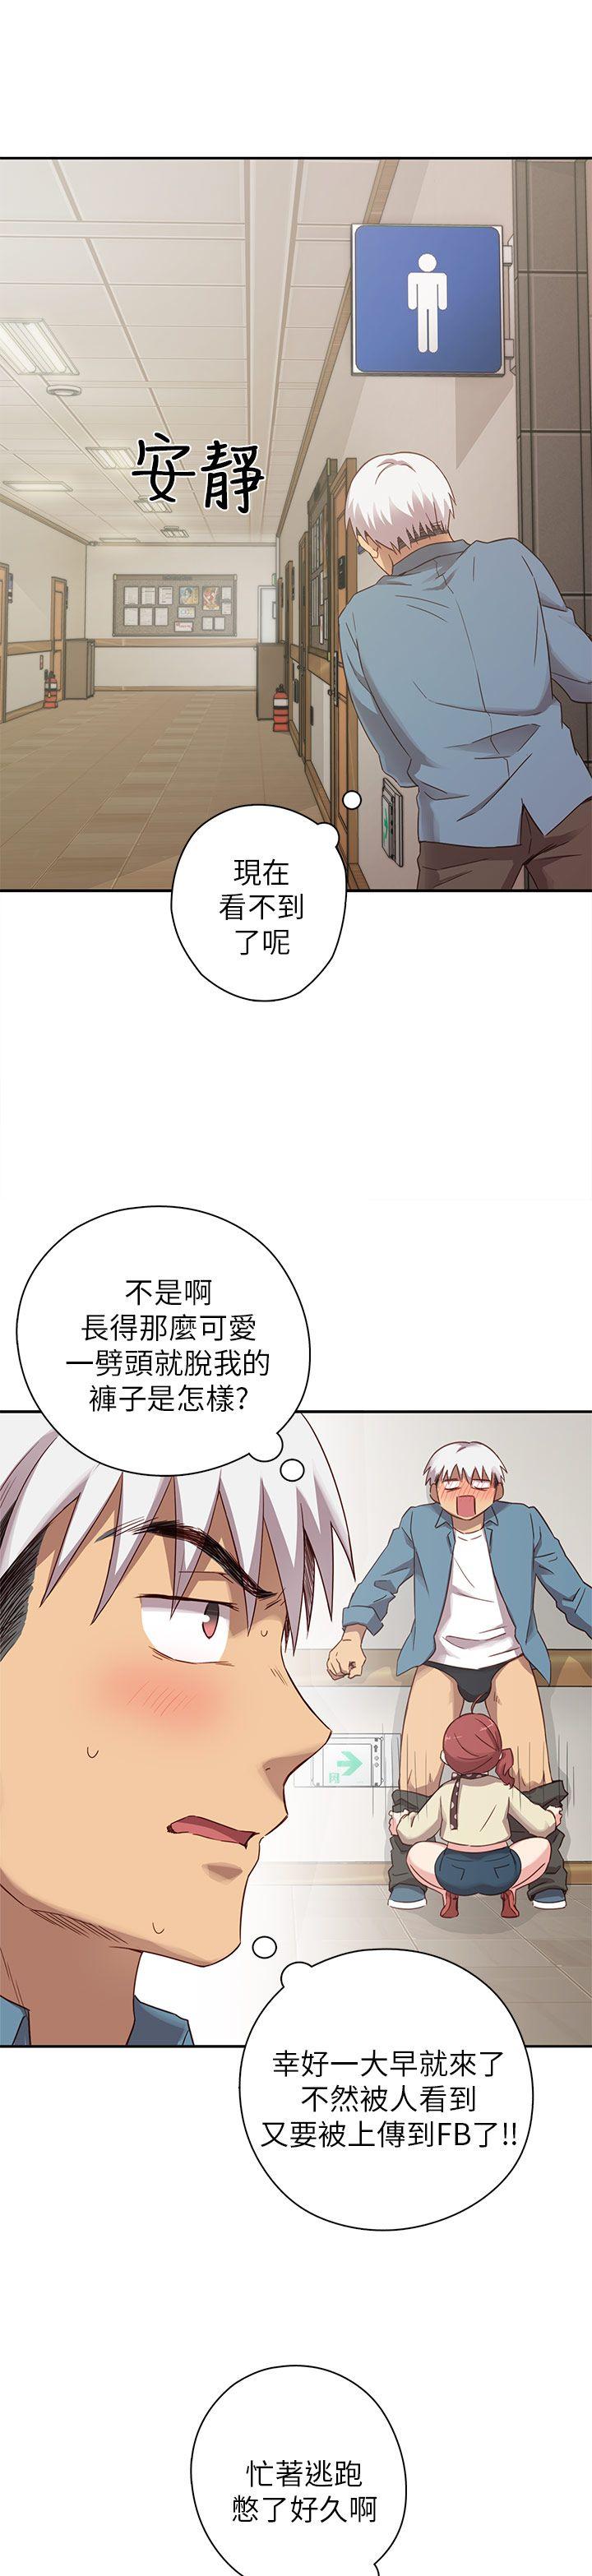 安靜
現在
看不到
了呢
不是啊
長得那麼可愛
一劈頭就脫我的
褲子是怎樣?
幸好一大早就來了
不然被人看到
又要被上傳到FB了!!
忙著逃跑
憋了好久啊